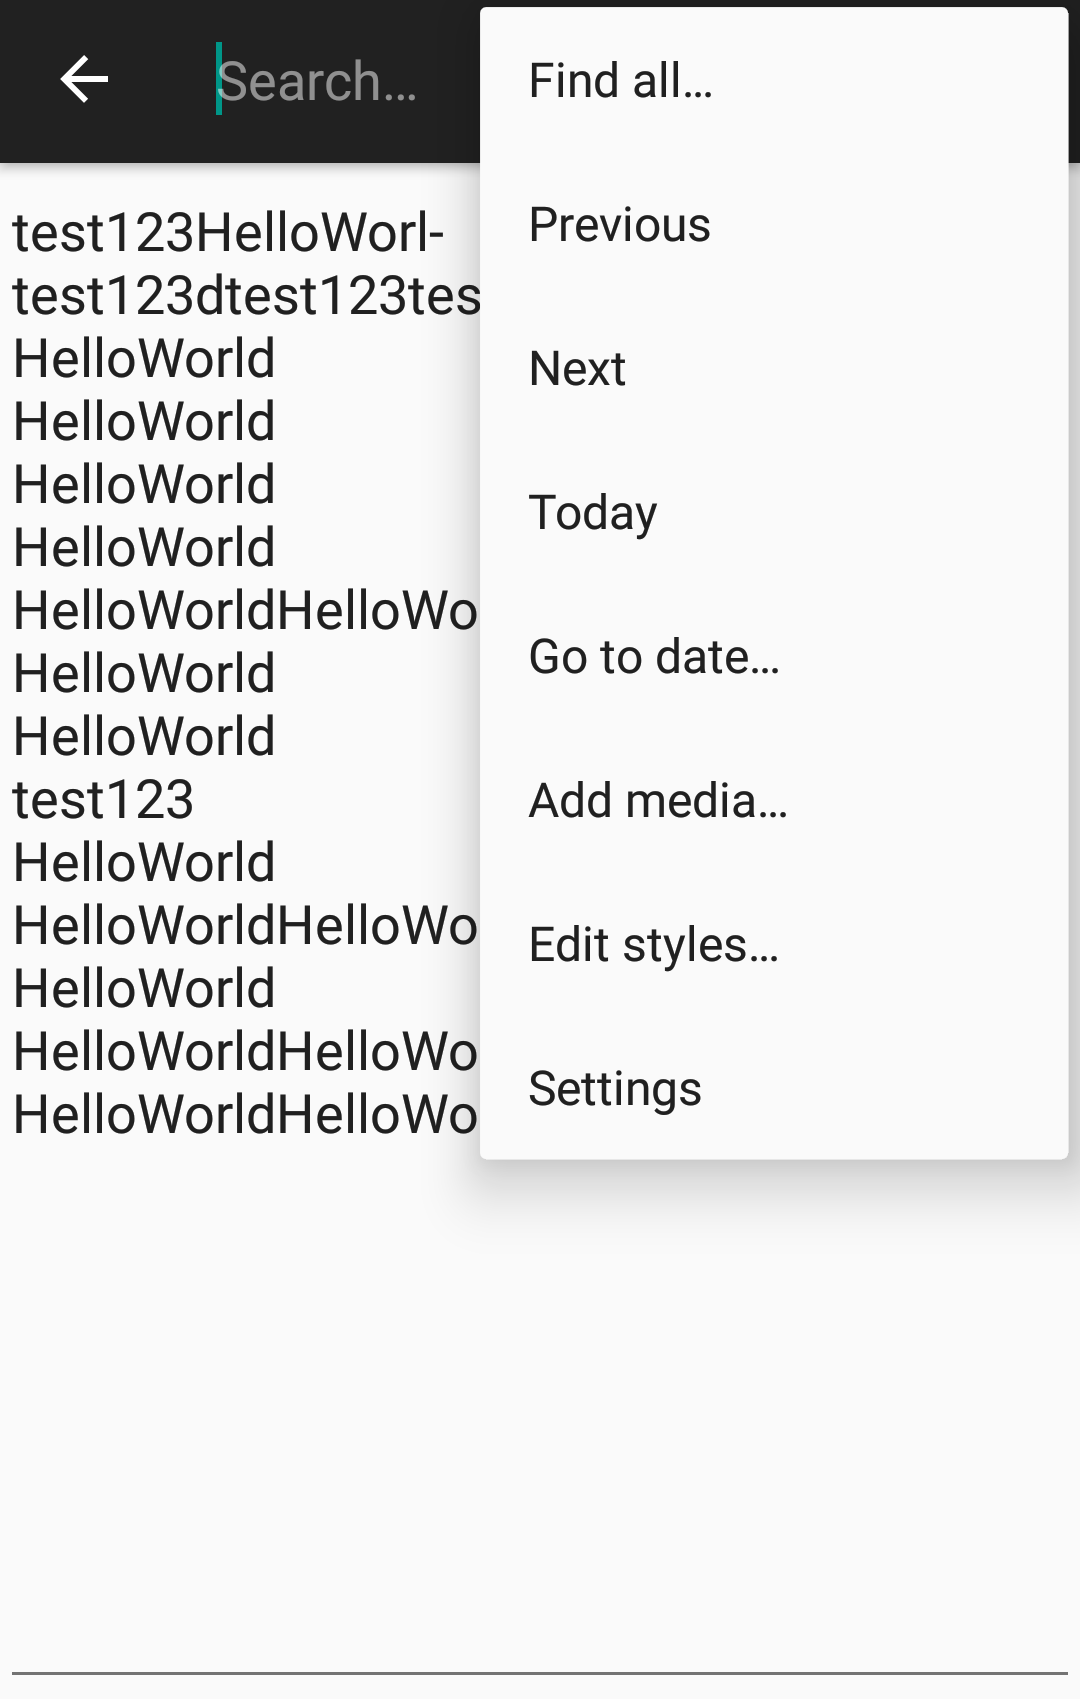 Search…
Find all…
Previous
Next
Today
Go to date…
Add media…
Edit styles…
Settings
test123HelloWorl-
test123dtest123tes
HelloWorld
HelloWorld
HelloWorld
HelloWorld
HelloWorldHelloWo
HelloWorld
HelloWorld
test123
HelloWorld
HelloWorldHelloWo
HelloWorld
HelloWorldHelloWo
HelloWorldHelloWo